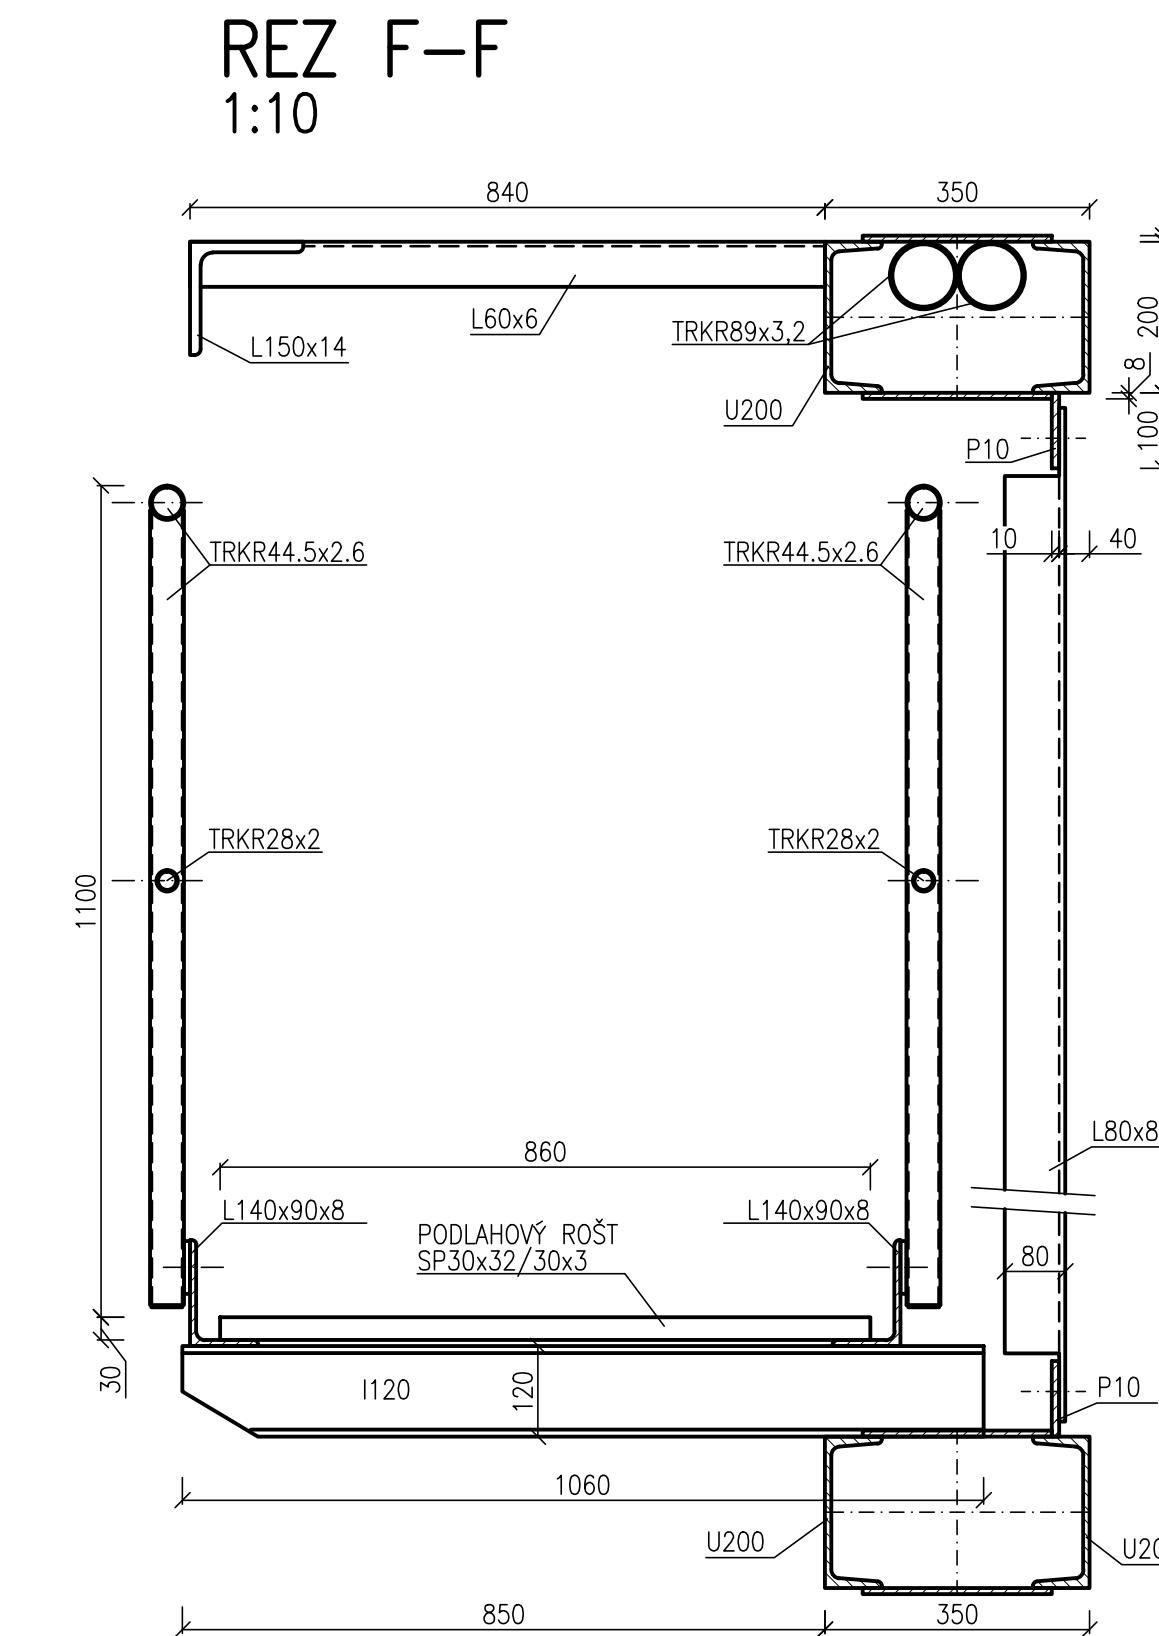 REZ F-F
1:10
840
350
L60x6
TRKR89x3,2
L150x14
U200
200
8
100
P10
10
40
TRKR44.5x2.6
TRKR44.5x2.6
TRKR28x2
TRKR28x2
1100
L80x8
860
L140x90x8
L140x90x8
PODLAHOVÝ ROŠT
SP30x32/30x3
80
30
I120
120
P10
1060
U200
U20
850
350